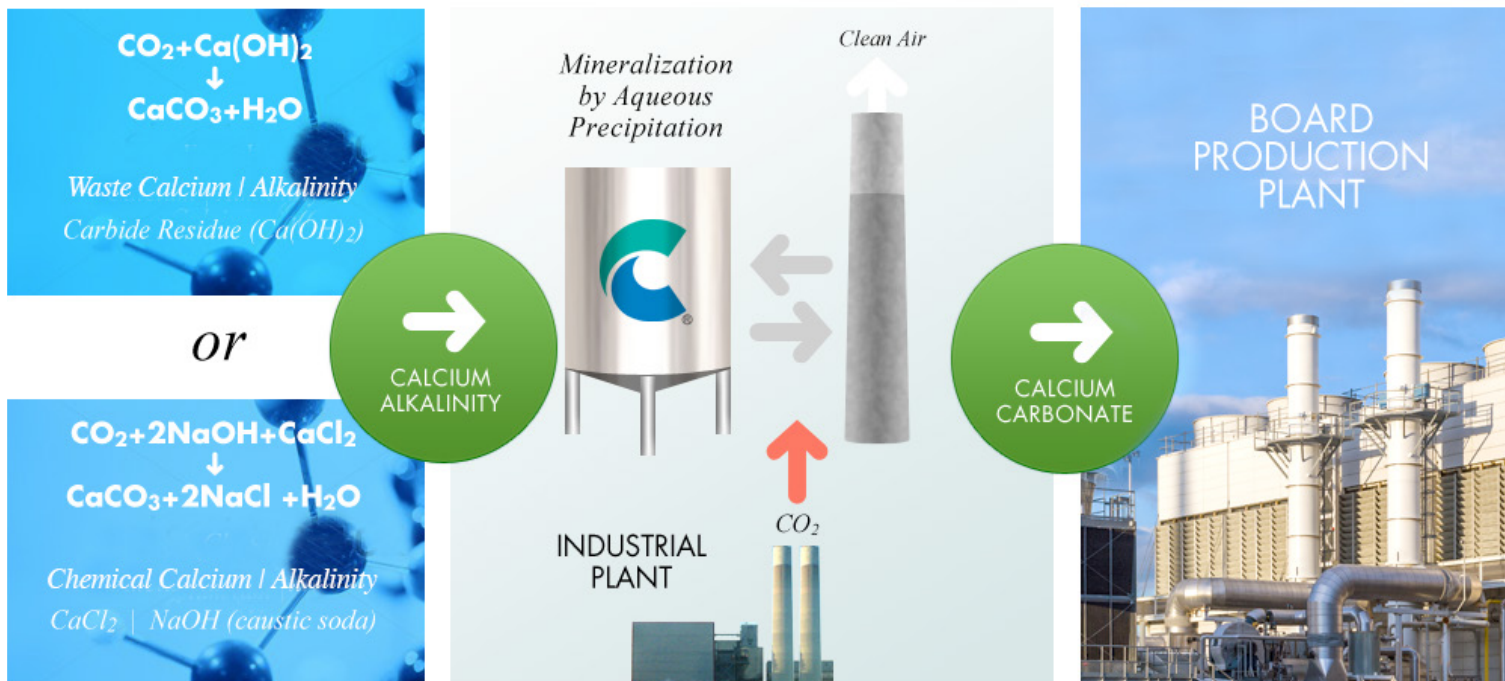 CO₂+Ca(OH)₂
↓
CaCO₃+H₂O
Waste Calcium | Alkalinity
Carbide Residue (Ca(OH)₂)
or
CO₂+2NaOH+CaCl₂
↓
CaCO₃+2NaCl +H₂O
Chemical Calcium | Alkalinity
CaCl₂ | NaOH (caustic soda)
CALCIUM
ALKALINITY
Mineralization
by Aqueous
Precipitation
Clean Air
®
CO₂
INDUSTRIAL
PLANT
CALCIUM
CARBONATE
BOARD
PRODUCTION
PLANT